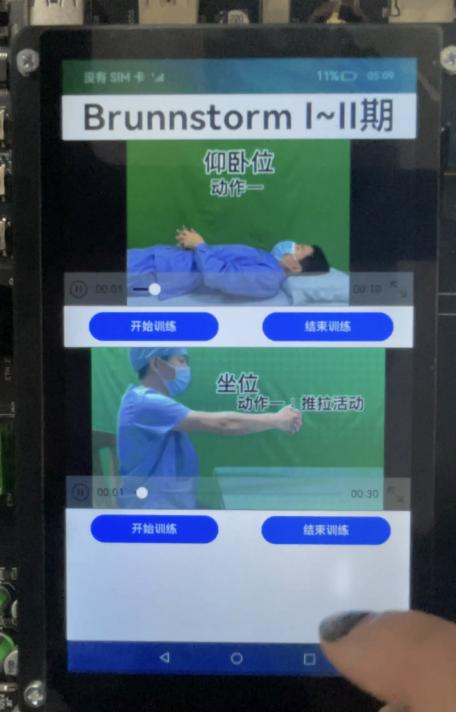 没有 SIM 卡
11%
05:09
Brunnstorm I~II期
仰卧位
动作一
00:01
00:18
开始训练
结束训练
坐位
动作一：推拉活动
00:01
00:30
开始训练
结束训练